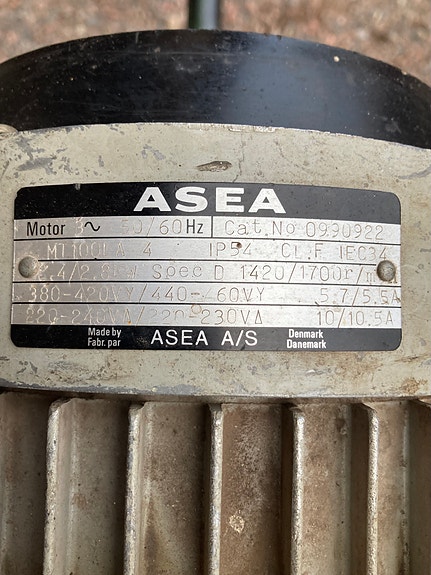 ASEA
Motor 3~ 50/60Hz Cat.No 0990922
MT100LA 4 IP54 CL.F IEC34
2.4/2.8kW Spec D 1420/1700r/min
380-420VY/440-460VY 5.7/5.5A
220-240VΔ/220-230VΔ 10/10.5A
Made by
Fabr. par
ASEA A/S
Denmark
Danemark